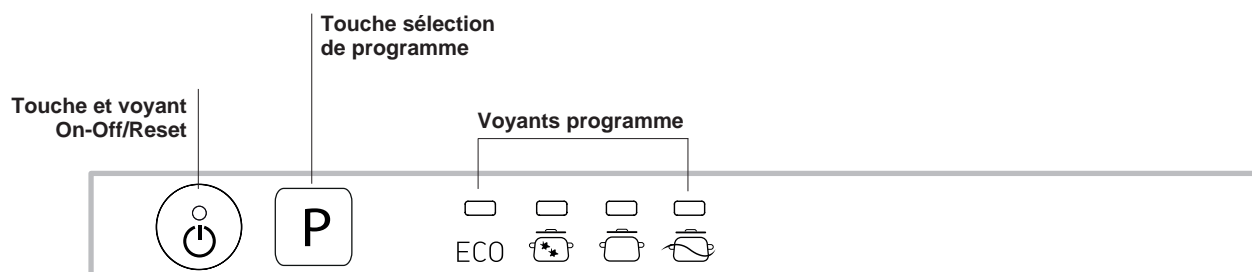 Touche sélection
de programme
Touche et voyant
On-Off/Reset
Voyants programme
P
ECO